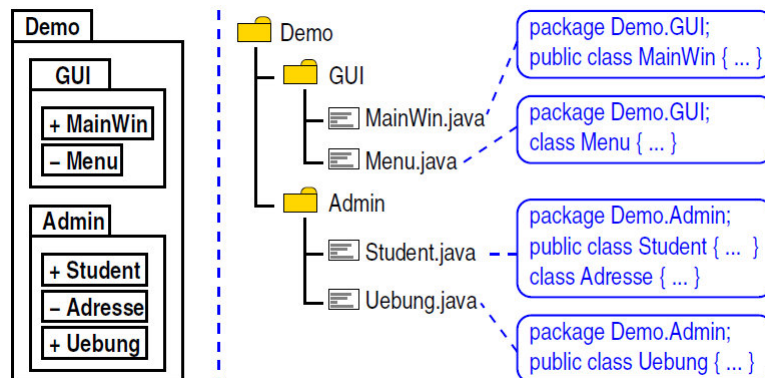 Demo
GUI
+ MainWin
– Menu
Admin
+ Student
– Adresse
+ Uebung
Demo
GUI
MainWin.java
Menu.java
Admin
Student.java
Uebung.java
package Demo.GUI;
public class MainWin { ... }
package Demo.GUI;
class Menu { ... }
package Demo.Admin;
public class Student { ... }
class Adresse { ... }
package Demo.Admin;
public class Uebung { ... }